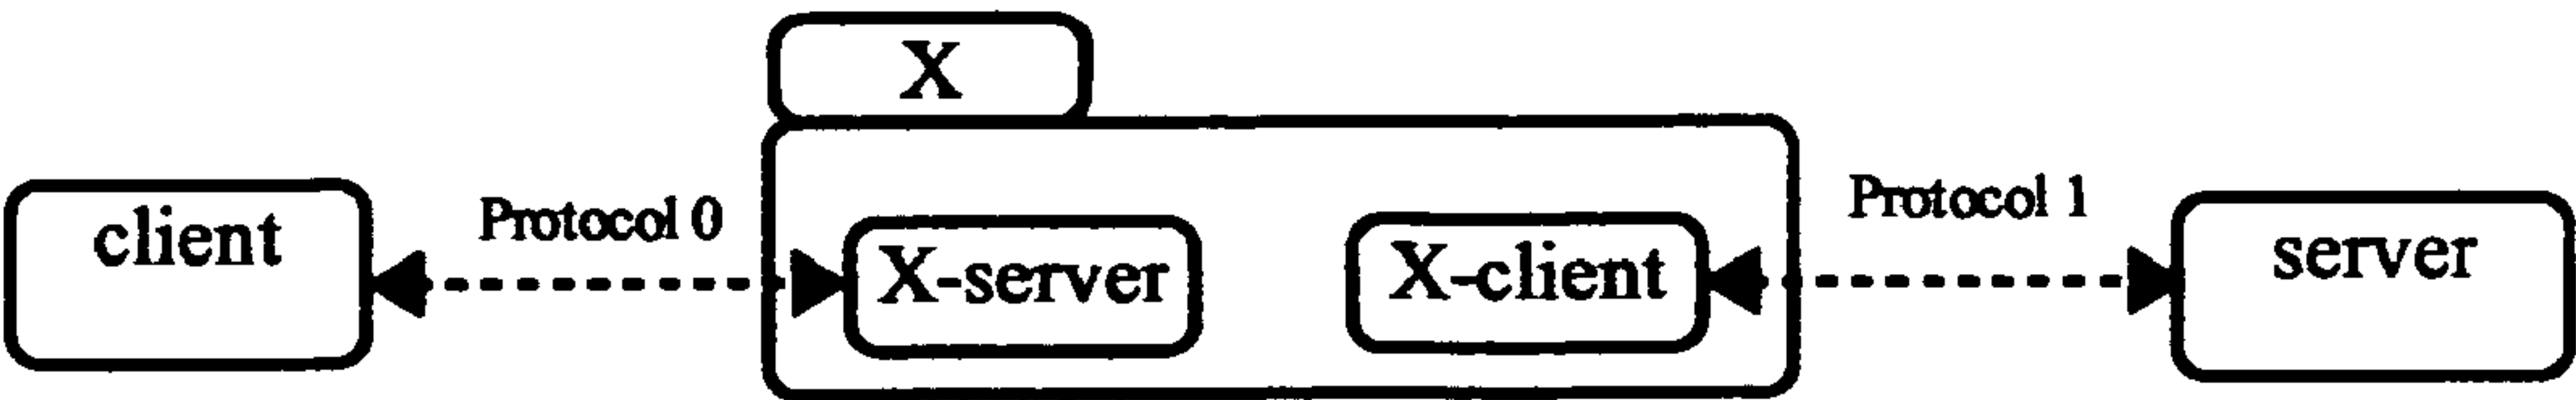 X
client
Protocol 0
X-server
X-client
Protocol 1
server